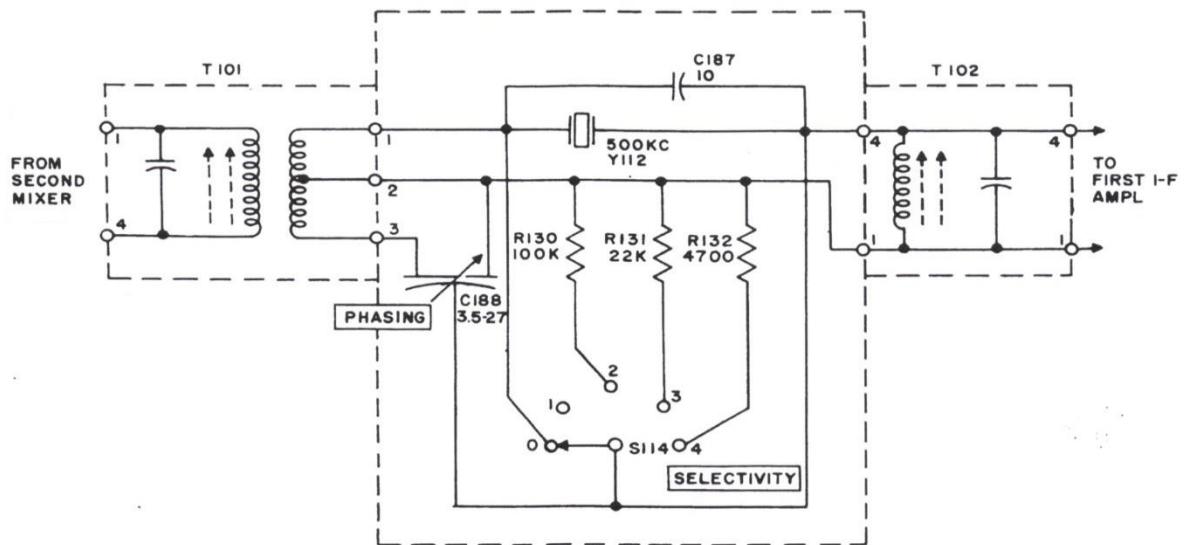 C187
10
T 101
T 102
1
1
4
4
500KC
Y112
FROM
SECOND
MIXER
TO
FIRST I-F
AMPL
2
4
3
1
1
R130
100K
R131
22K
R132
4700
C188
3.5-27
PHASING
2
1
3
0
S114
4
SELECTIVITY